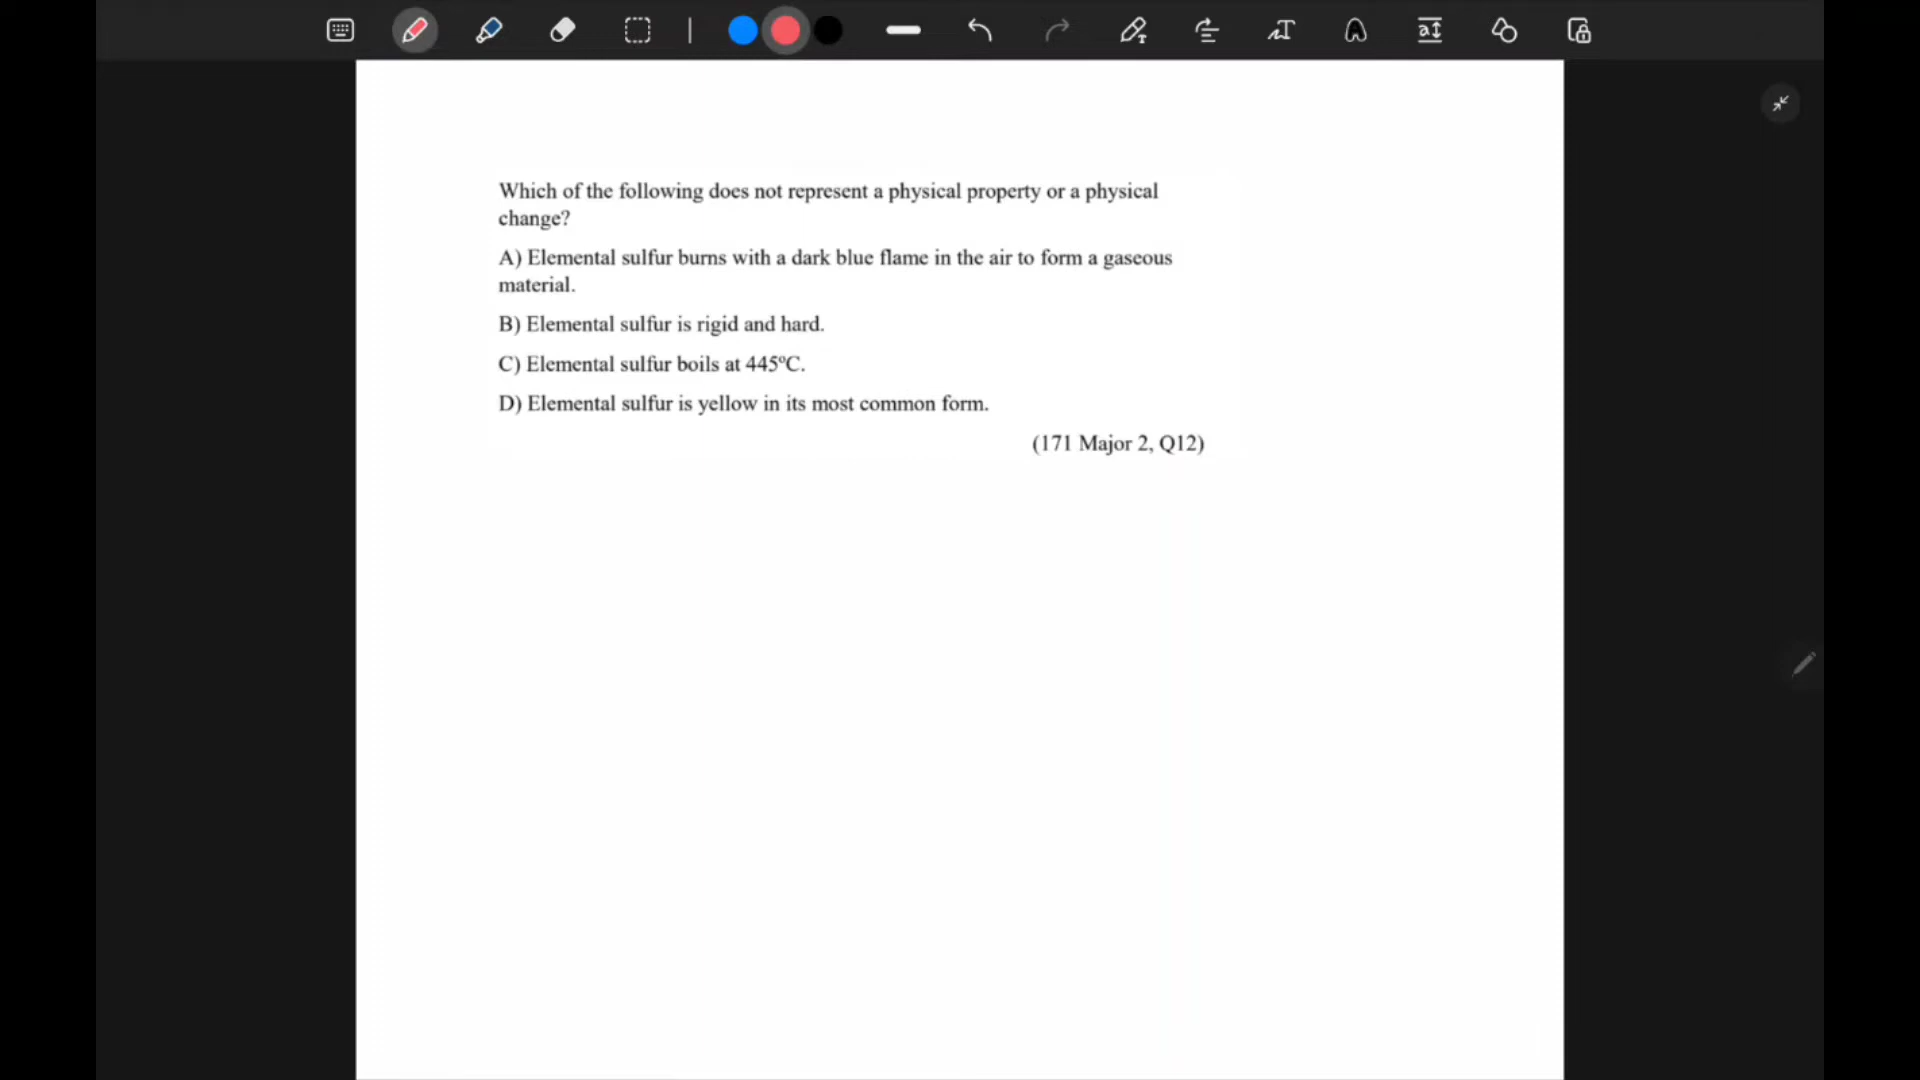 Which of the following does not represent a physical property or a physical
change?
A) Elemental sulfur burns with a dark blue flame in the air to form a gaseous
material.
B) Elemental sulfur is rigid and hard.
C) Elemental sulfur boils at 445ºC.
D) Elemental sulfur is yellow in its most common form.
(171 Major 2, Q12)